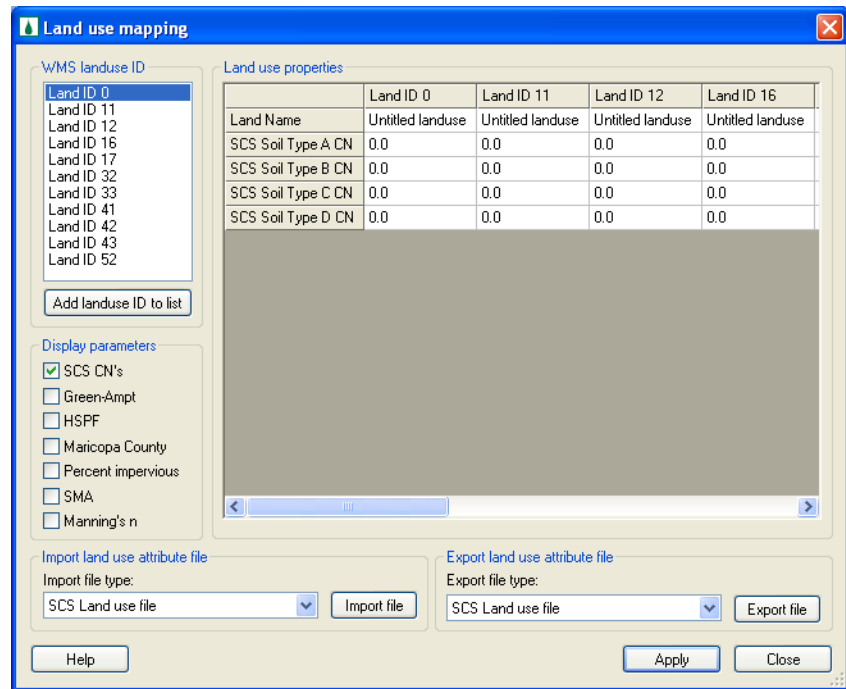 Land use mapping
WMS landuse ID
Land ID 0
Land ID 11
Land ID 12
Land ID 16
Land ID 17
Land ID 32
Land ID 33
Land ID 41
Land ID 42
Land ID 43
Land ID 52
Add landuse ID to list
Display parameters
SCS CN's
Green-Ampt
HSPF
Maricopa County
Percent impervious
SMA
Manning's n
Land use properties
Land ID 0 Land ID 11 Land ID 12 Land ID 16
Land Name Untitled landuse Untitled landuse Untitled landuse Untitled landuse
SCS Soil Type A CN 0.0 0.0 0.0 0.0
SCS Soil Type B CN 0.0 0.0 0.0 0.0
SCS Soil Type C CN 0.0 0.0 0.0 0.0
SCS Soil Type D CN 0.0 0.0 0.0 0.0
Import land use attribute file
Import file type:
SCS Land use file Import file
Export land use attribute file
Export file type:
SCS Land use file Export file
Help Apply Close